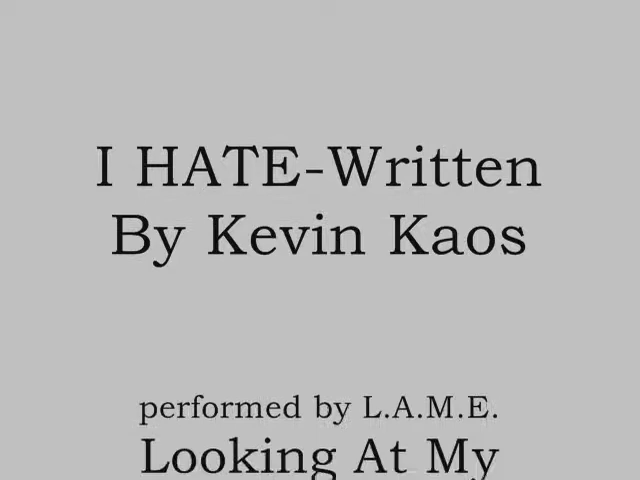 I HATE-Written
By Kevin Kaos
performed by L.A.M.E.
Looking At My